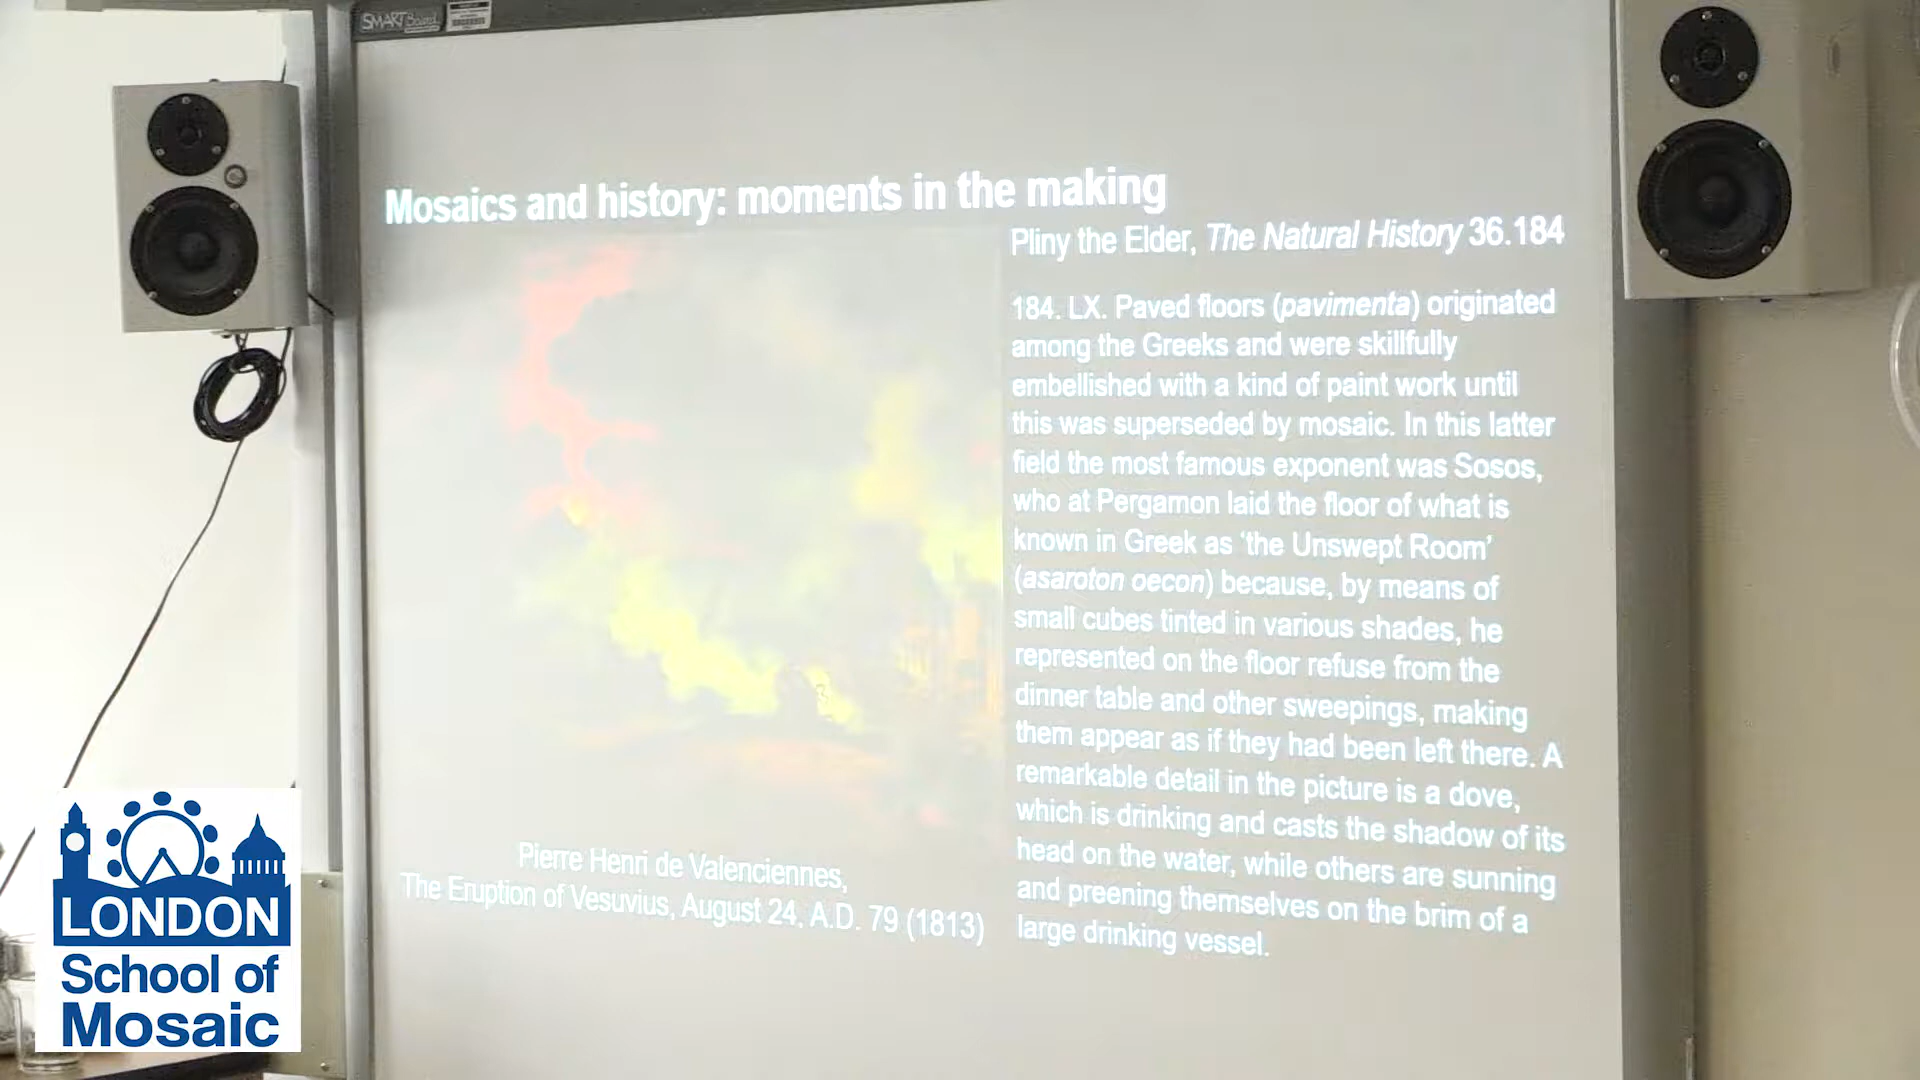 SMART Board
Mosaics and history: moments in the making
Pliny the Elder, The Natural History 36.184
184. LX. Paved floors (pavimenta) originated
among the Greeks and were skillfully
embellished with a kind of paint work until
this was superseded by mosaic. In this latter
field the most famous exponent was Sosos,
who at Pergamon laid the floor of what is
known in Greek as ‘the Unswept Room’
(asaroton oecon) because, by means of
small cubes tinted in various shades, he
represented on the floor refuse from the
dinner table and other sweepings, making
them appear as if they had been left there. A
remarkable detail in the picture is a dove,
which is drinking and casts the shadow of its
head on the water, while others are sunning
and preening themselves on the brim of a
large drinking vessel.
Pierre Henri de Valenciennes,
The Eruption of Vesuvius, August 24, A.D. 79 (1813)
LONDON
School of
Mosaic